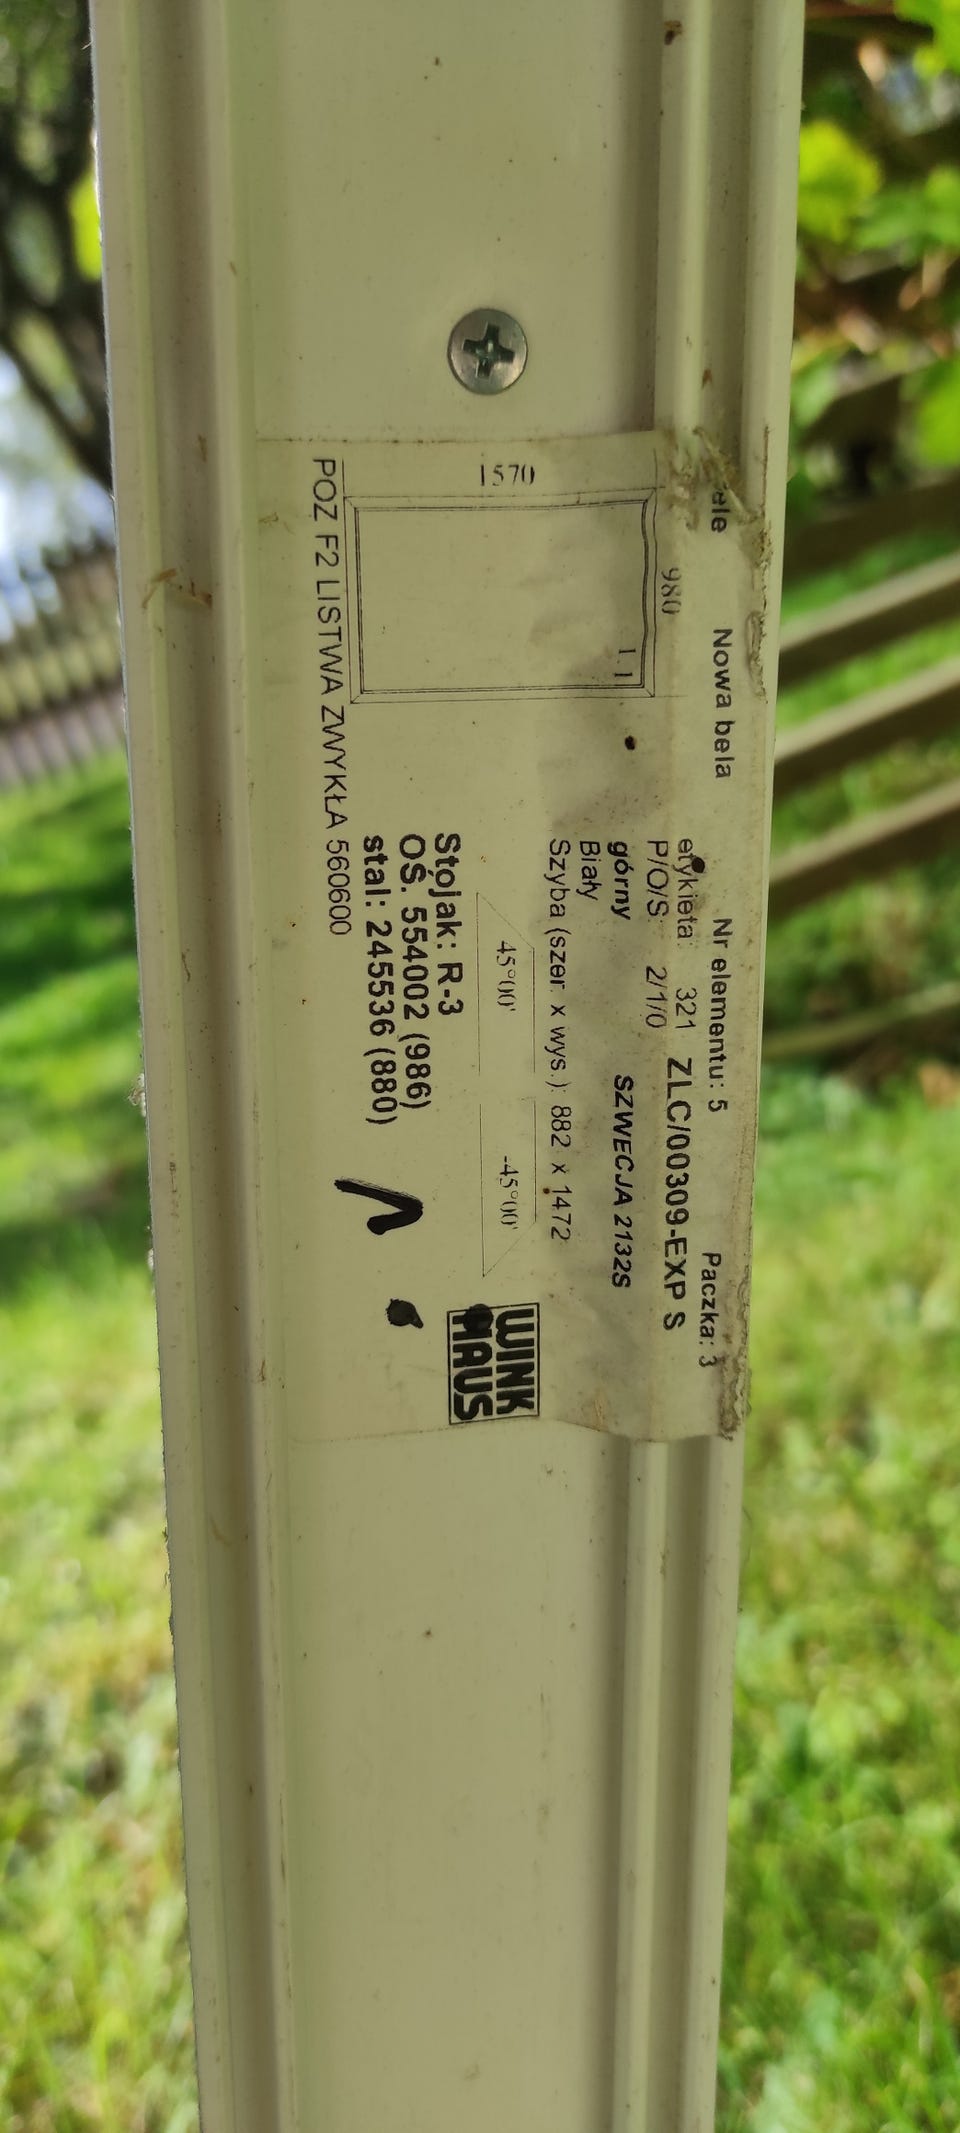 Nowa bela Nr elementu: 5 Paczka: 3
etykieta: 321 ZLC/00309-EXP S
P/O/S: 2/1/0
górny SZWECJA 2132S
Biały
Szyba (szer. x wys.): 882 x 1472
980
1.1
1570
45°00' -45°00'
WINK
HAUS
Stojak: R-3
OŚ. 554002 (986)
stal: 245536 (880)
POZ F2 LISTWA ZWYKŁA 560600